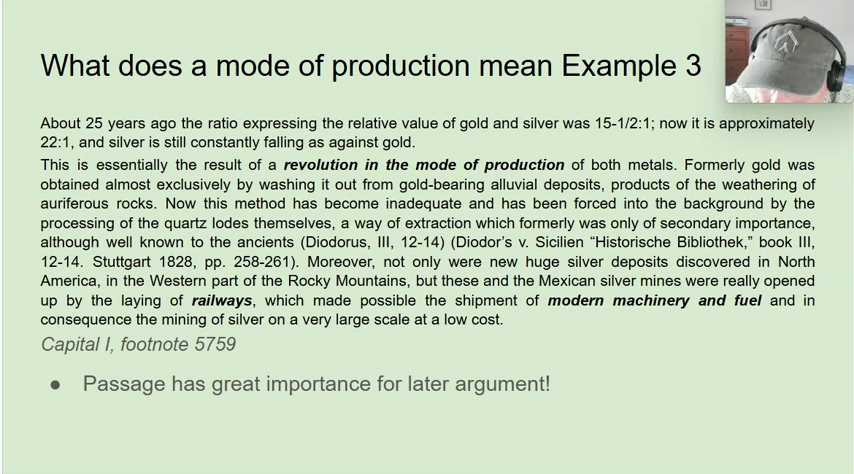 What does a mode of production mean Example 3
About 25 years ago the ratio expressing the relative value of gold and silver was 15-1/2:1; now it is approximately
22:1, and silver is still constantly falling as against gold.
This is essentially the result of a revolution in the mode of production of both metals. Formerly gold was
obtained almost exclusively by washing it out from gold-bearing alluvial deposits, products of the weathering of
auriferous rocks. Now this method has become inadequate and has been forced into the background by the
processing of the quartz lodes themselves, a way of extraction which formerly was only of secondary importance,
although well known to the ancients (Diodorus, III, 12-14) (Diodor’s v. Sicilien “Historische Bibliothek,” book III,
12-14. Stuttgart 1828, pp. 258-261). Moreover, not only were new huge silver deposits discovered in North
America, in the Western part of the Rocky Mountains, but these and the Mexican silver mines were really opened
up by the laying of railways, which made possible the shipment of modern machinery and fuel and in
consequence the mining of silver on a very large scale at a low cost.
Capital I, footnote 5759
● Passage has great importance for later argument!